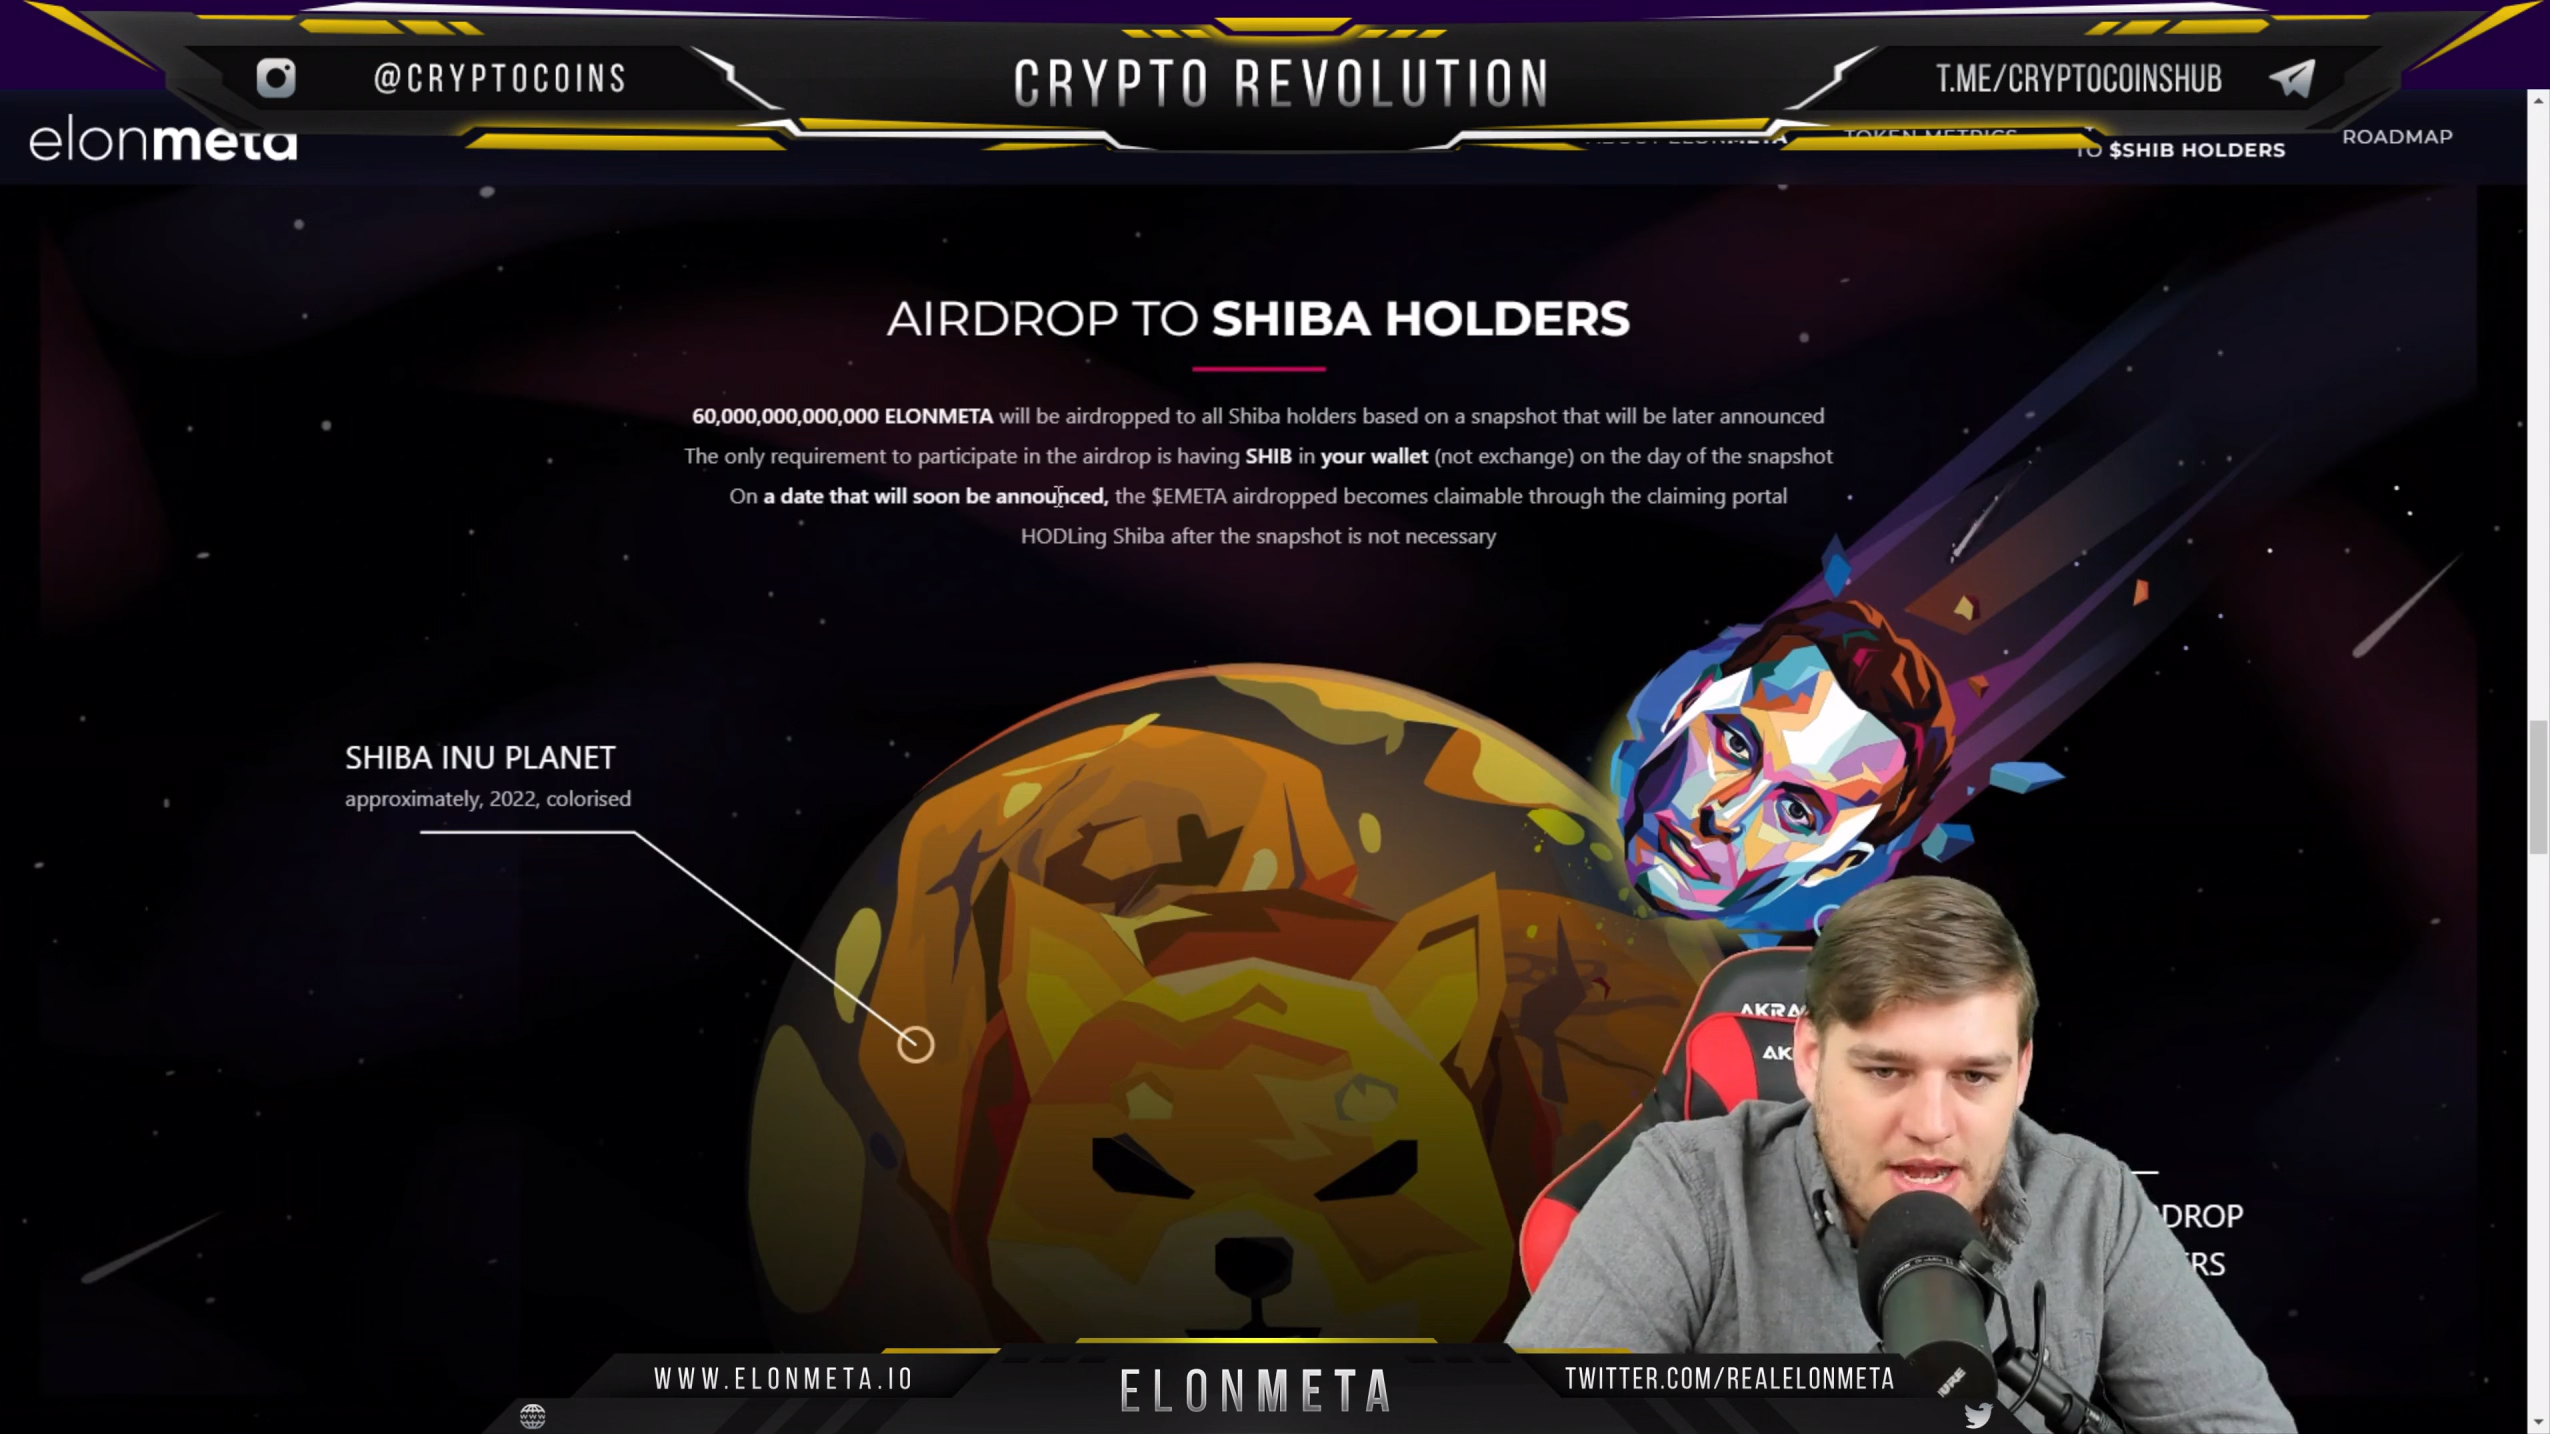 @CRYPTOCOINS
CRYPTO REVOLUTION
T.ME/CRYPTOCOINSHUB
elonmeta
TOKEN METRICS
TO $SHIB HOLDERS
ROADMAP
AIRDROP TO SHIBA HOLDERS
60,000,000,000,000 ELONMETA will be airdropped to all Shiba holders based on a snapshot that will be later announced
The only requirement to participate in the airdrop is having SHIB in your wallet (not exchange) on the day of the snapshot
On a date that will soon be announced, the $EMETA airdropped becomes claimable through the claiming portal
HODLing Shiba after the snapshot is not necessary
SHIBA INU PLANET
approximately, 2022, colorised
WWW.ELONMETA.IO
ELONMETA
TWITTER.COM/REALELONMETA